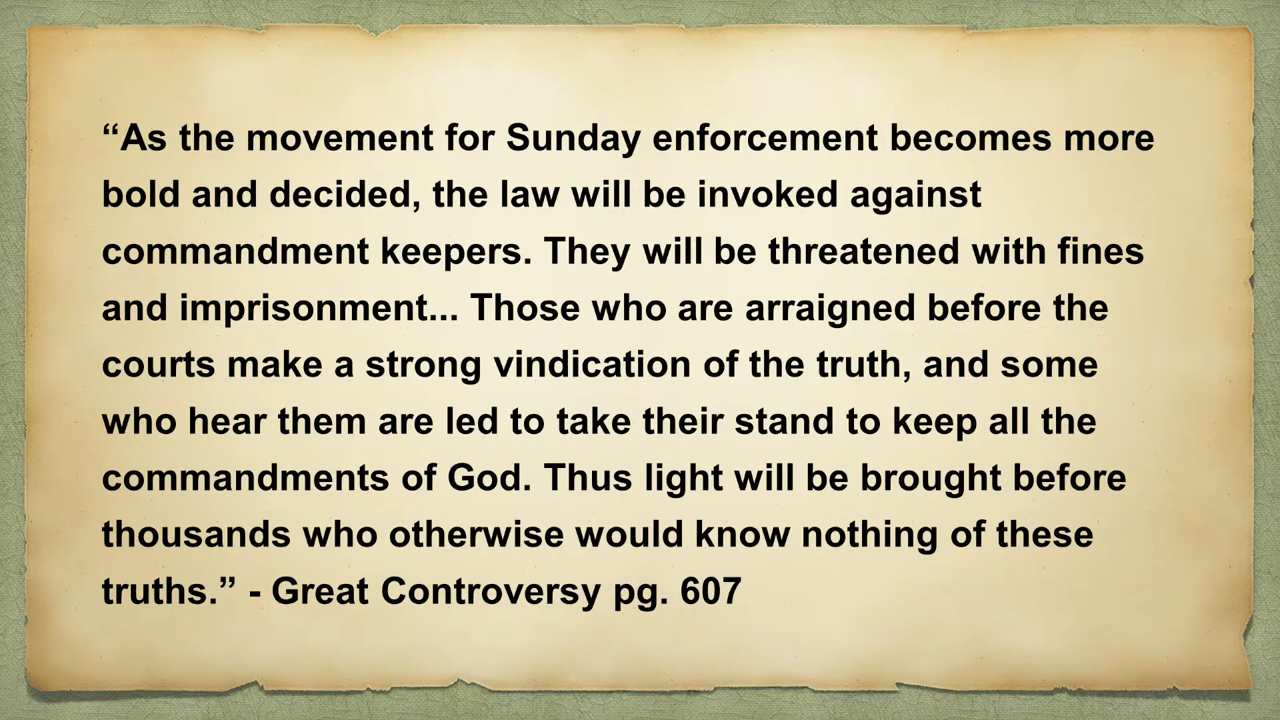 “As the movement for Sunday enforcement becomes more
bold and decided, the law will be invoked against
commandment keepers. They will be threatened with fines
and imprisonment... Those who are arraigned before the
courts make a strong vindication of the truth, and some
who hear them are led to take their stand to keep all the
commandments of God. Thus light will be brought before
thousands who otherwise would know nothing of these
truths.” - Great Controversy pg. 607